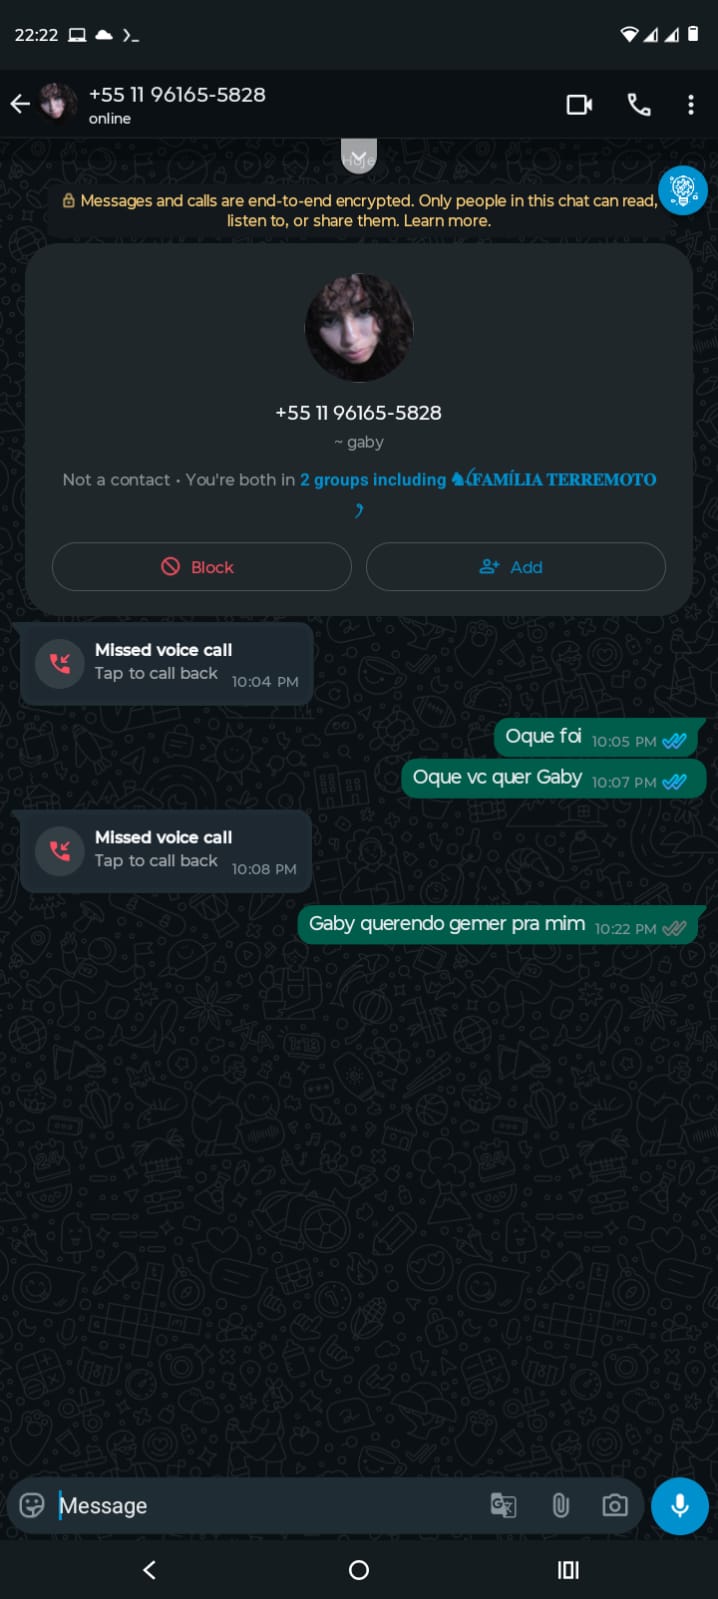 22:22
+55 11 96165-5828
online
Hoje
Messages and calls are end-to-end encrypted. Only people in this chat can read,
listen to, or share them. Learn more.
+55 11 96165-5828
~ gaby
Not a contact • You're both in 2 groups including ♞⸨𝐅𝐀𝐌Í𝐋𝐈𝐀 𝐓𝐄𝐑𝐑𝐄𝐌𝐎𝐓𝐎
Block
Add
Missed voice call
Tap to call back 10:04 PM
Oque foi 10:05 PM
Oque vc quer Gaby 10:07 PM
Missed voice call
Tap to call back 10:08 PM
Gaby querendo gemer pra mim 10:22 PM
Message